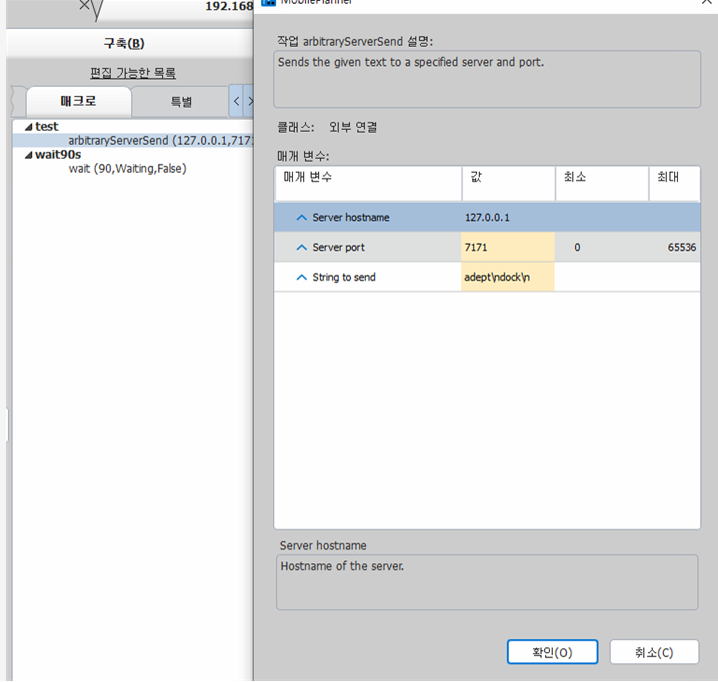 192.168
구축(B)
편집 가능한 목록
매크로
특별
test
arbitraryServerSend (127.0.0.1,717
wait90s
wait (90,Waiting,False)
MobilePlanner
작업 arbitraryServerSend 설명:
Sends the given text to a specified server and port.
클래스: 외부 연결
매개 변수:
매개 변수 값 최소 최대
Server hostname 127.0.0.1
Server port 7171 0 65536
String to send adept\ndock\n
Server hostname
Hostname of the server.
확인(O) 취소(C)